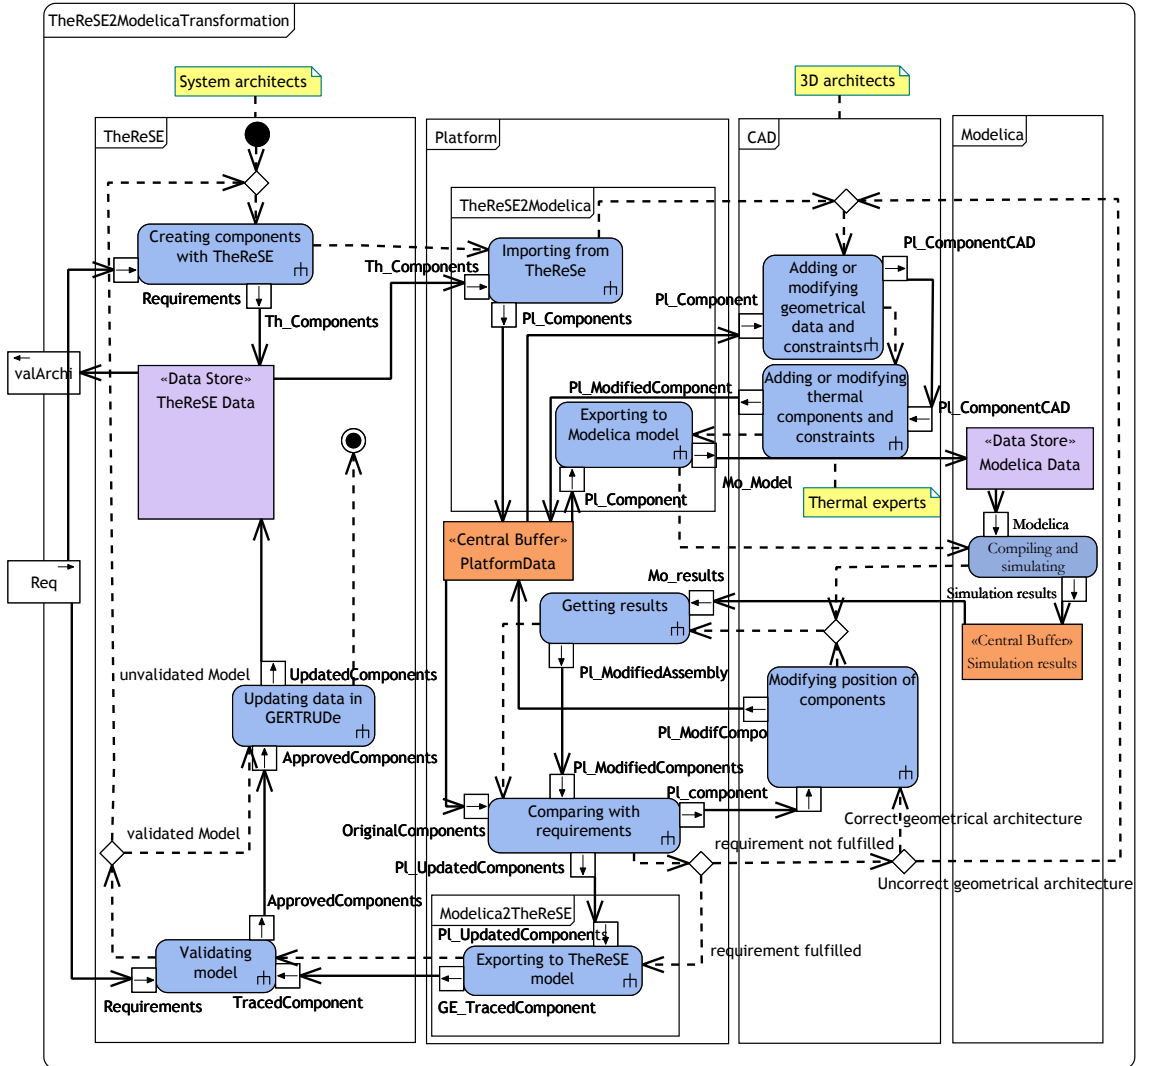 TheReSE2ModelicaTransformation
System architects
3D architects
TheReSE
Platform
CAD
Modelica
TheReSE2Modelica
Creating components
with TheReSE
Importing from
TheReSe
Pl_ComponentCAD
Th_Components
Adding or
modifying
geometrical
data and
constraints
Requirements
Pl_Component
Th_Components
Pl_Components
valArchi
«Data Store»
TheReSE Data
Pl_ModifiedComponent
Adding or modifying
thermal
components and
constraints
Pl_ComponentCAD
Exporting to
Modelica model
«Data Store»
Modelica Data
Mo_Model
Pl_Component
Thermal experts
Modelica
«Central Buffer»
PlatformData
Compiling and
simulating
Req
Mo_results
Simulation results
Getting results
«Central Buffer»
Simulation results
unvalidated Model
UpdatedComponents
Pl_ModifiedAssembly
Modifying position of
components
Updating data in
GERTRUDe
Pl_ModifCompo
ApprovedComponents
Pl_ModifiedComponents
Pl_component
validated Model
OriginalComponents
Comparing with
requirements
Correct geometrical architecture
requirement not fulfilled
Pl_UpdatedComponents
Uncorrect geometrical architecture
ApprovedComponents
Modelica2TheReSE
Pl_UpdatedComponents
requirement fulfilled
Validating
model
Exporting to TheReSE
model
Requirements
TracedComponent
GE_TracedComponent